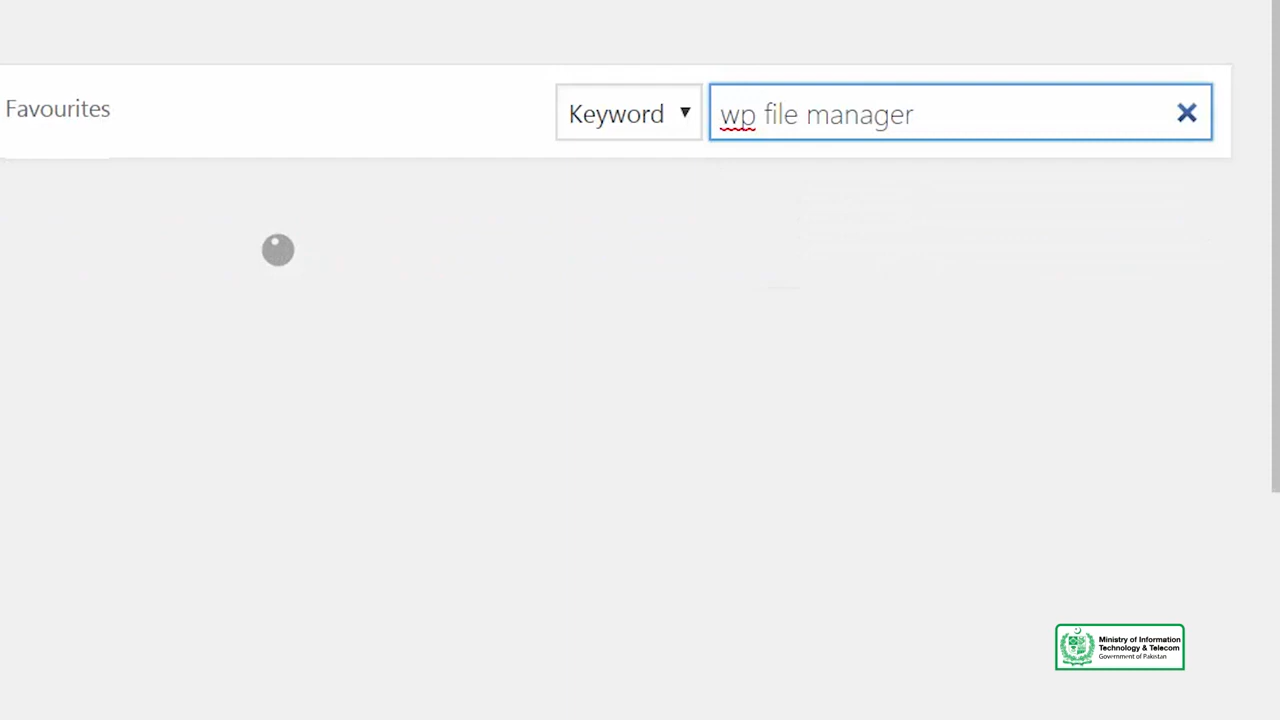 Favourites
Keyword
wp file manager
Ministry of Information
Technology & Telecom
Government of Pakistan